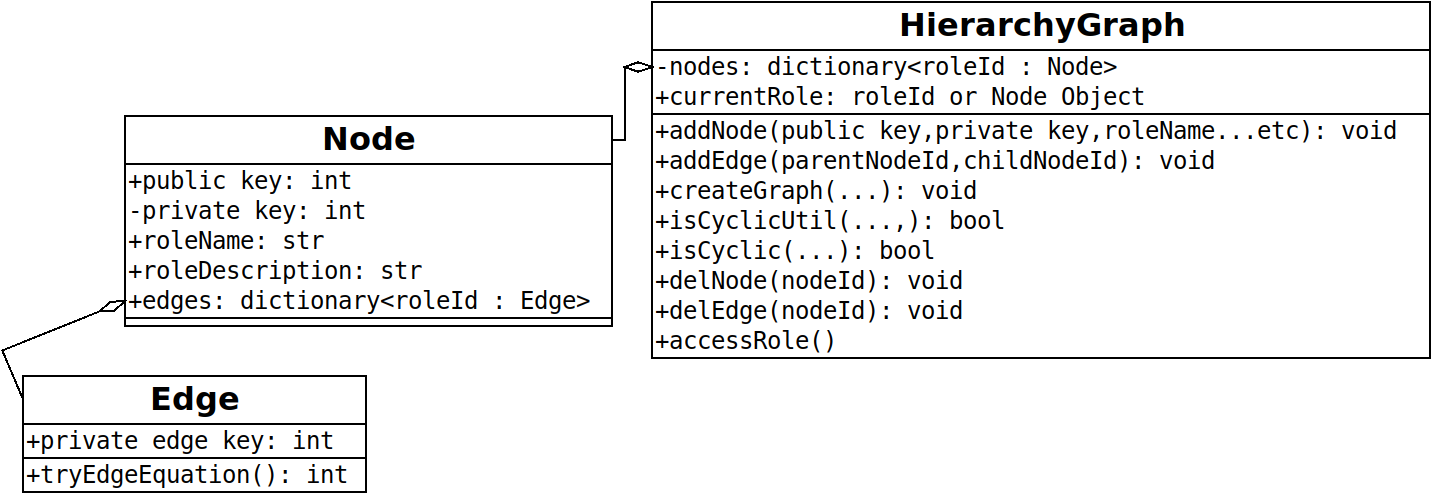 HierarchyGraph
-nodes: dictionary<roleId : Node>
+currentRole: roleId or Node Object
+addNode(public key,private key,roleName...etc): void
+addEdge(parentNodeId,childNodeId): void
+createGraph(...): void
+isCyclicUtil(...,): bool
+isCyclic(...): bool
+delNode(nodeId): void
+delEdge(nodeId): void
+accessRole()
Node
+public key: int
-private key: int
+roleName: str
+roleDescription: str
+edges: dictionary<roleId : Edge>
Edge
+private edge key: int
+tryEdgeEquation(): int